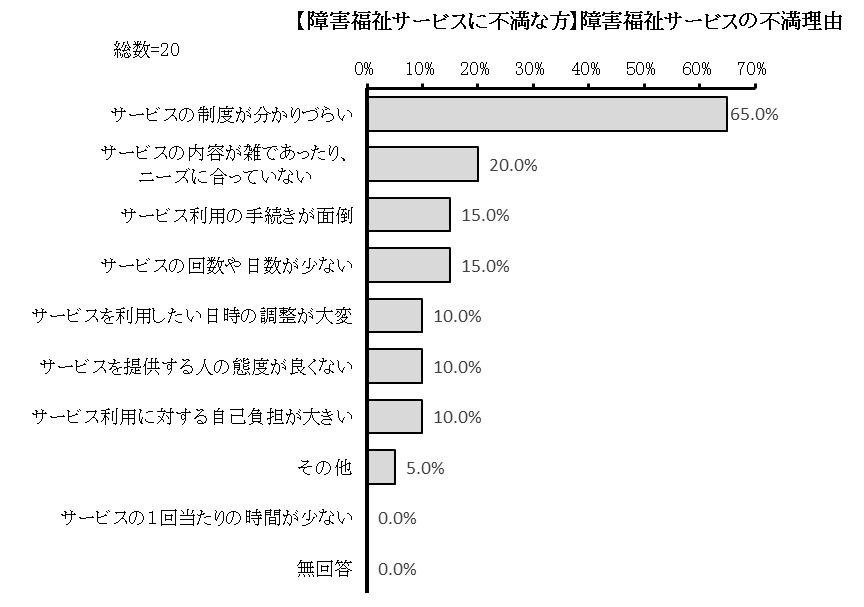 【障害福祉サービスに不満な方】障害福祉サービスの不満理由
総数=20
0% 10% 20% 30% 40% 50% 60% 70%
サービスの制度が分かりづらい 65.0%
サービスの内容が雑であったり、
ニーズに合っていない 20.0%
サービス利用の手続きが面倒 15.0%
サービスの回数や日数が少ない 15.0%
サービスを利用したい日時の調整が大変 10.0%
サービスを提供する人の態度が良くない 10.0%
サービス利用に対する自己負担が大きい 10.0%
その他 5.0%
サービスの１回当たりの時間が少ない 0.0%
無回答 0.0%